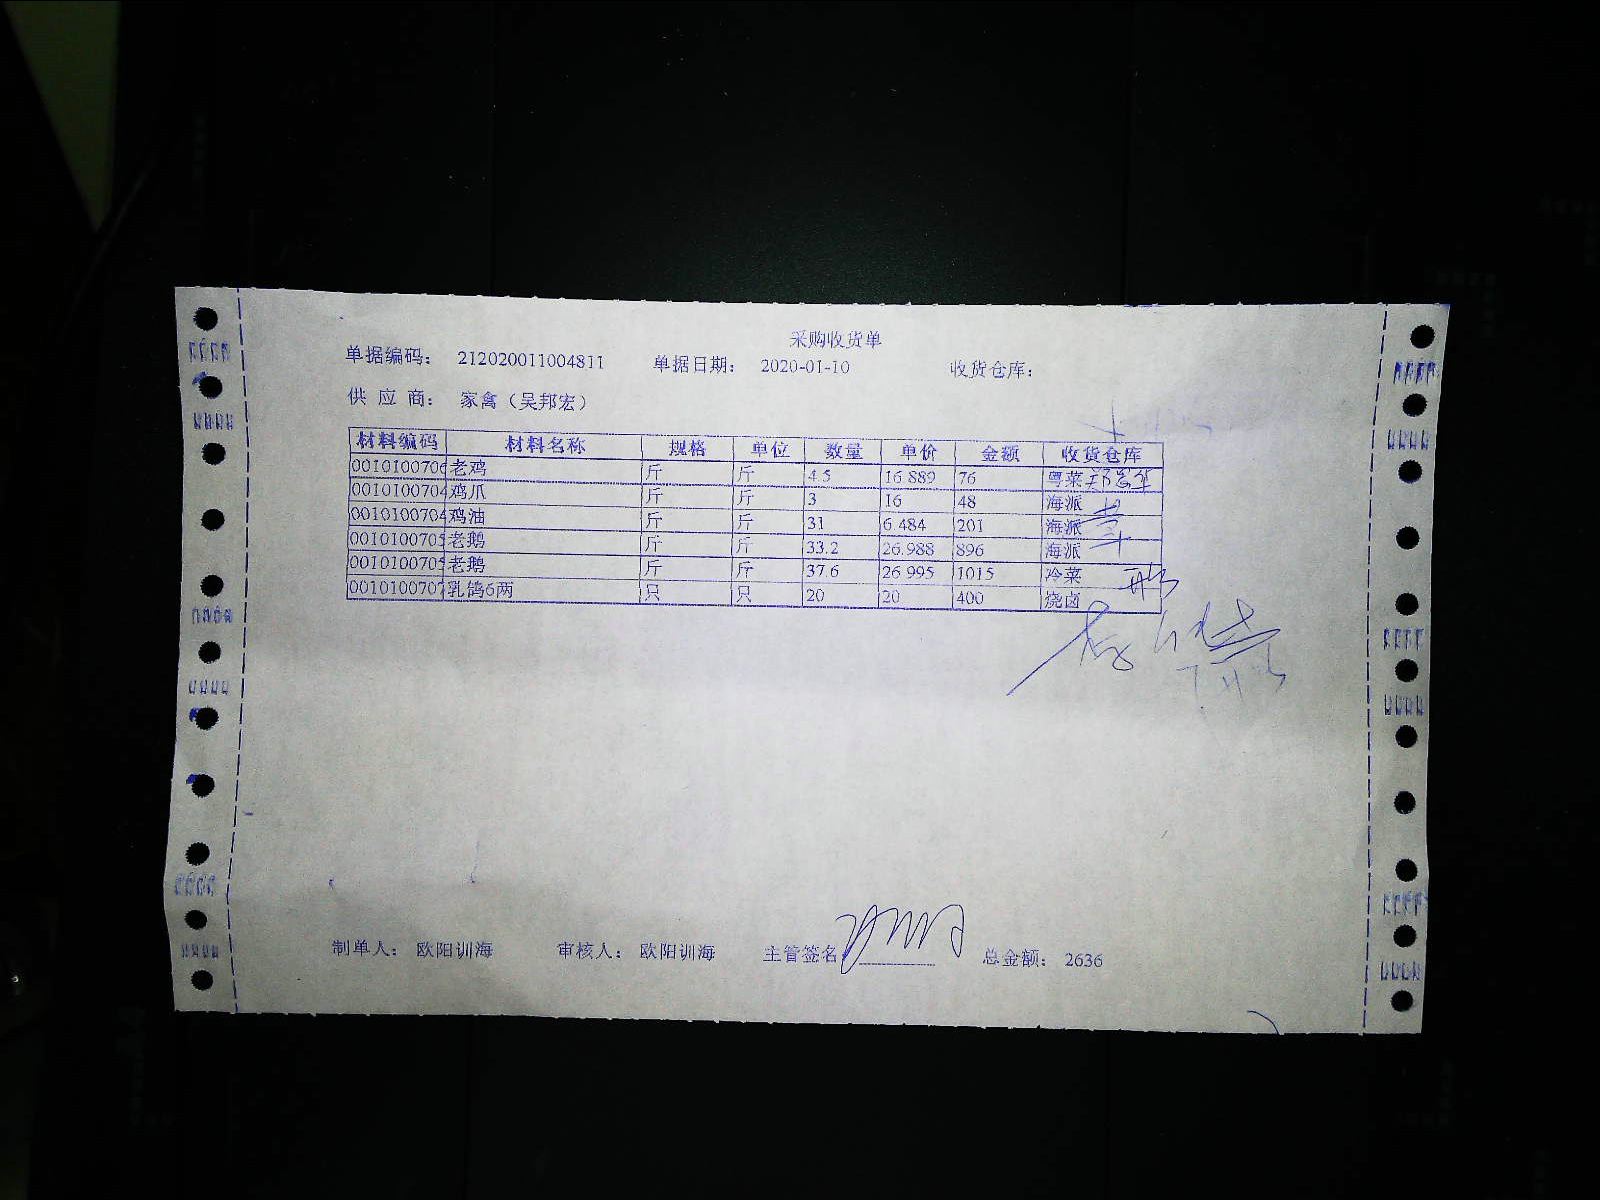 采购收货单
单据编码： 212020011004811 单据日期： 2020-01-10 收货仓库：
供 应 商： 家禽（吴邦宏）
材料编码 材料名称 规格 单位 数量 单价 金额 收货仓库
0010100706 老鸡 斤 斤 4.5 16.889 76 粤菜
0010100704 鸡爪 斤 斤 3 16 48 海派
0010100704 鸡油 斤 斤 31 6.484 201 海派
0010100705 老鹅 斤 斤 33.2 26.988 896 海派
0010100705 老鹅 斤 斤 37.6 26.995 1015 冷菜
0010100707 乳鸽6两 只 只 20 20 400 烧卤
制单人： 欧阳训海 审核人： 欧阳训海 主管签名 总金额： 2636